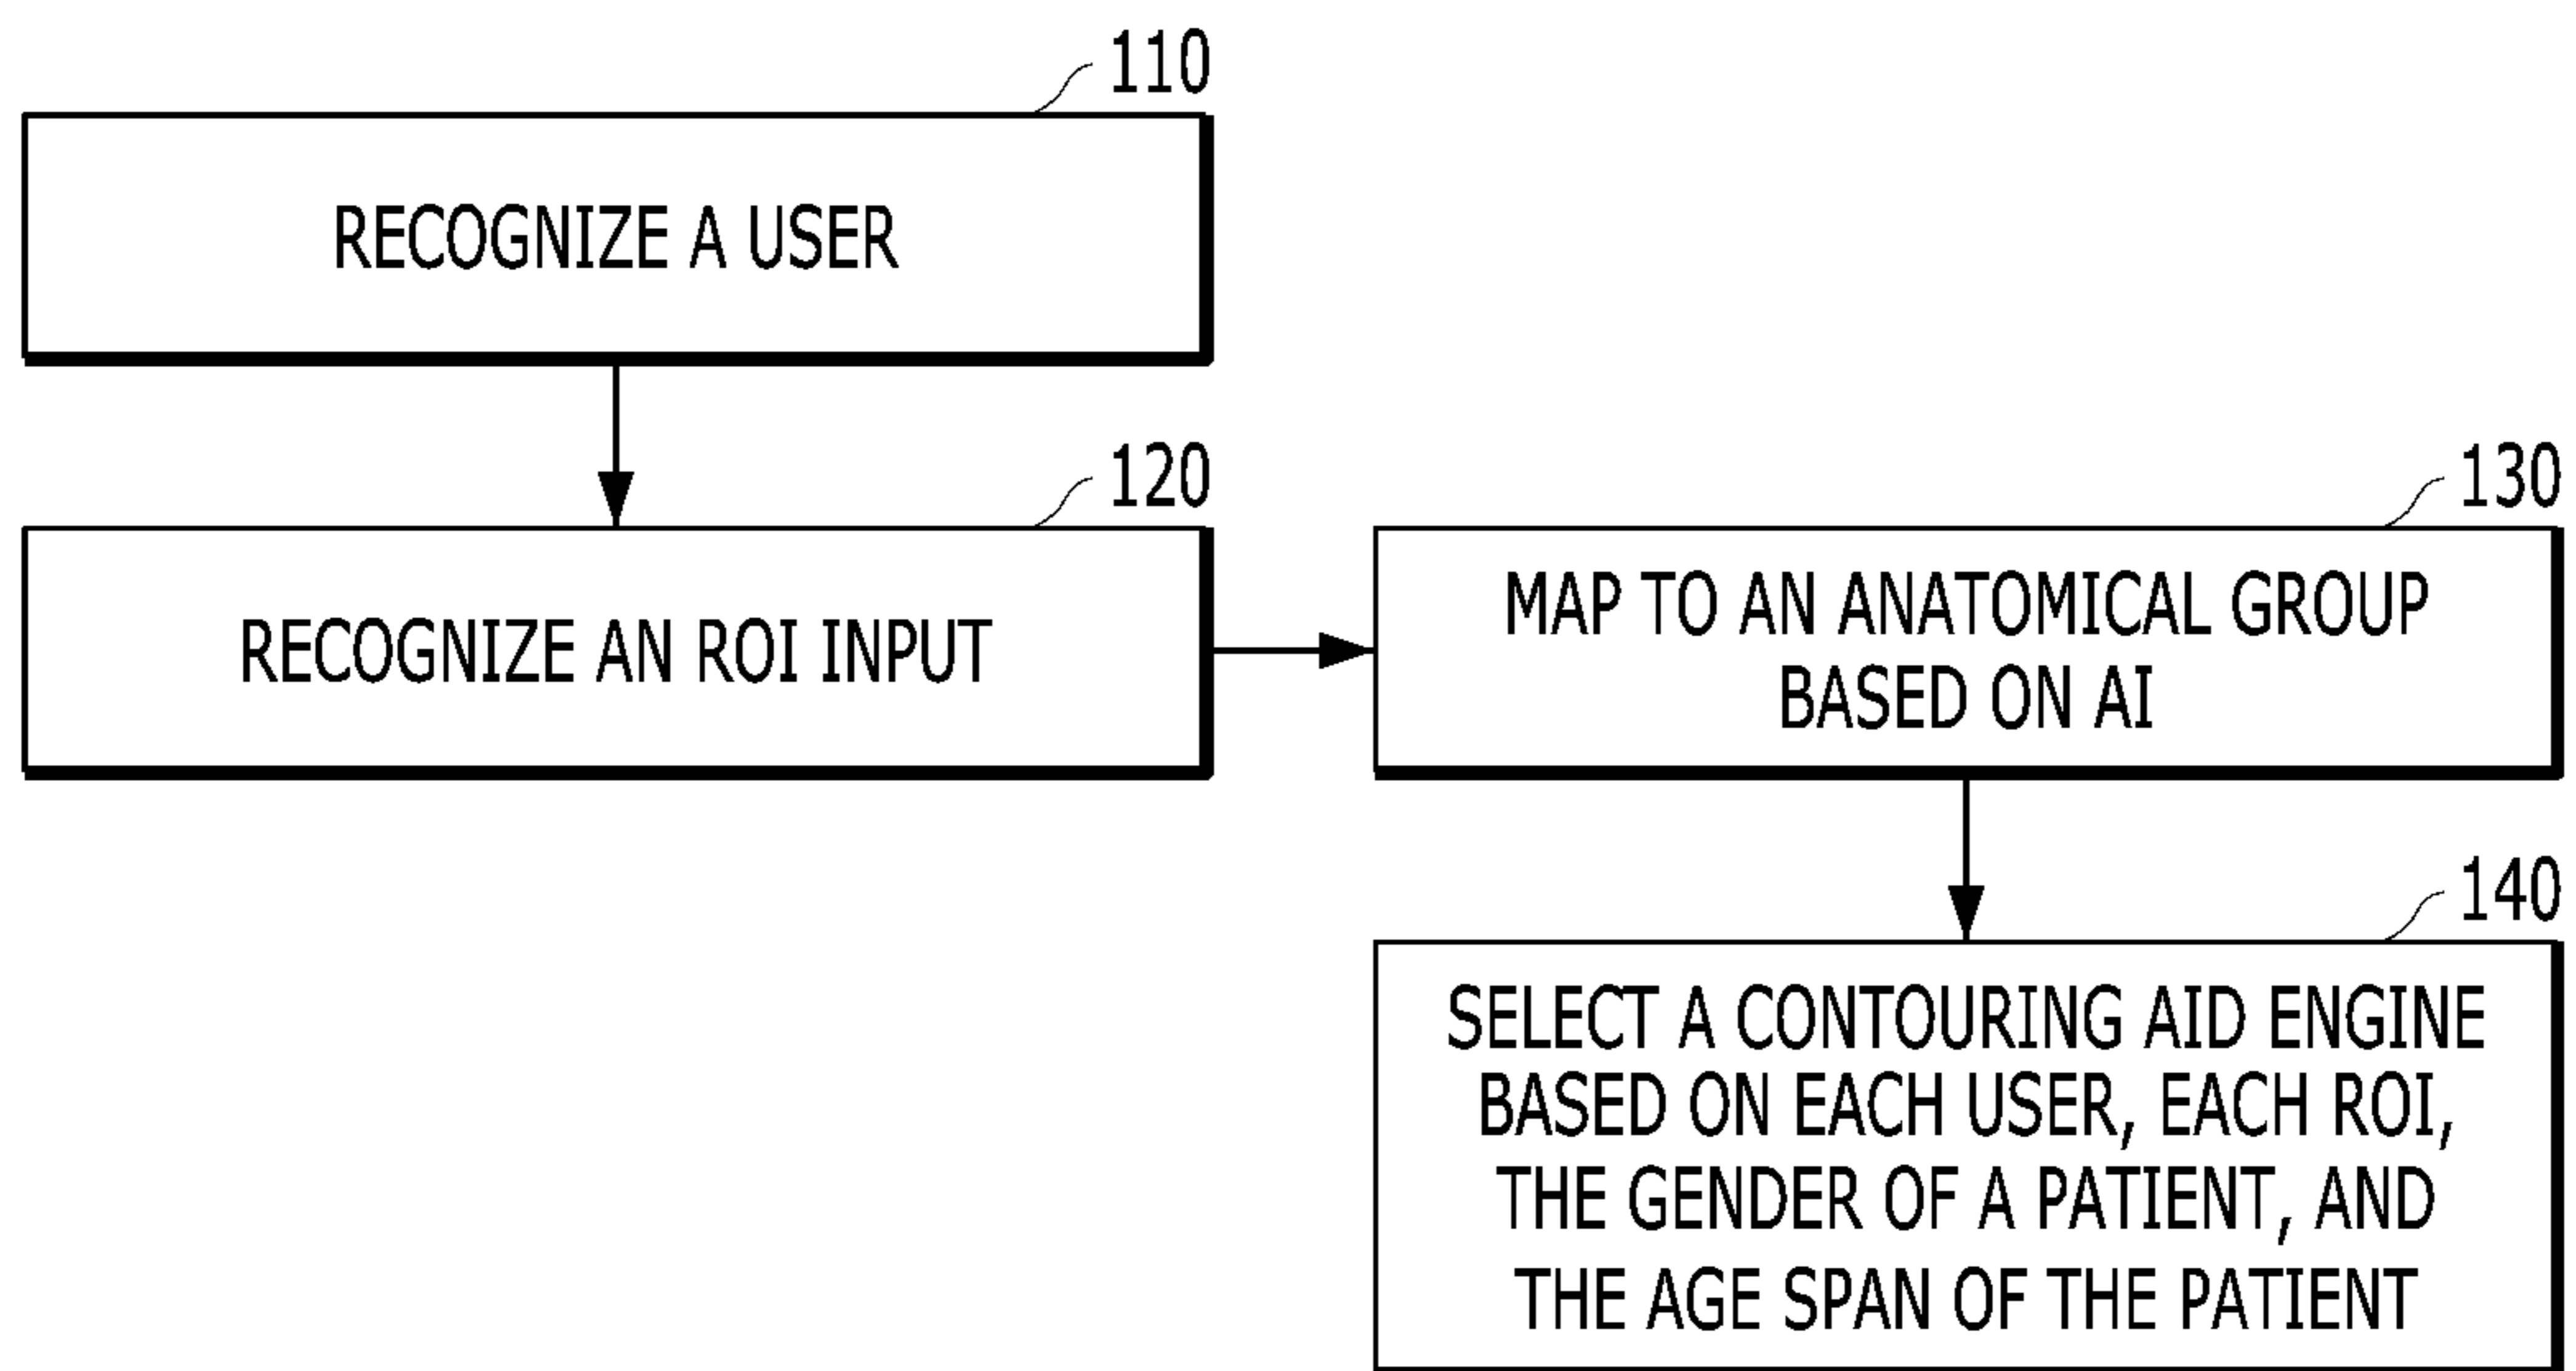 110
RECOGNIZE A USER
120
RECOGNIZE AN ROI INPUT
130
MAP TO AN ANATOMICAL GROUP
BASED ON AI
140
SELECT A CONTOURING AID ENGINE
BASED ON EACH USER, EACH ROI,
THE GENDER OF A PATIENT, AND
THE AGE SPAN OF THE PATIENT